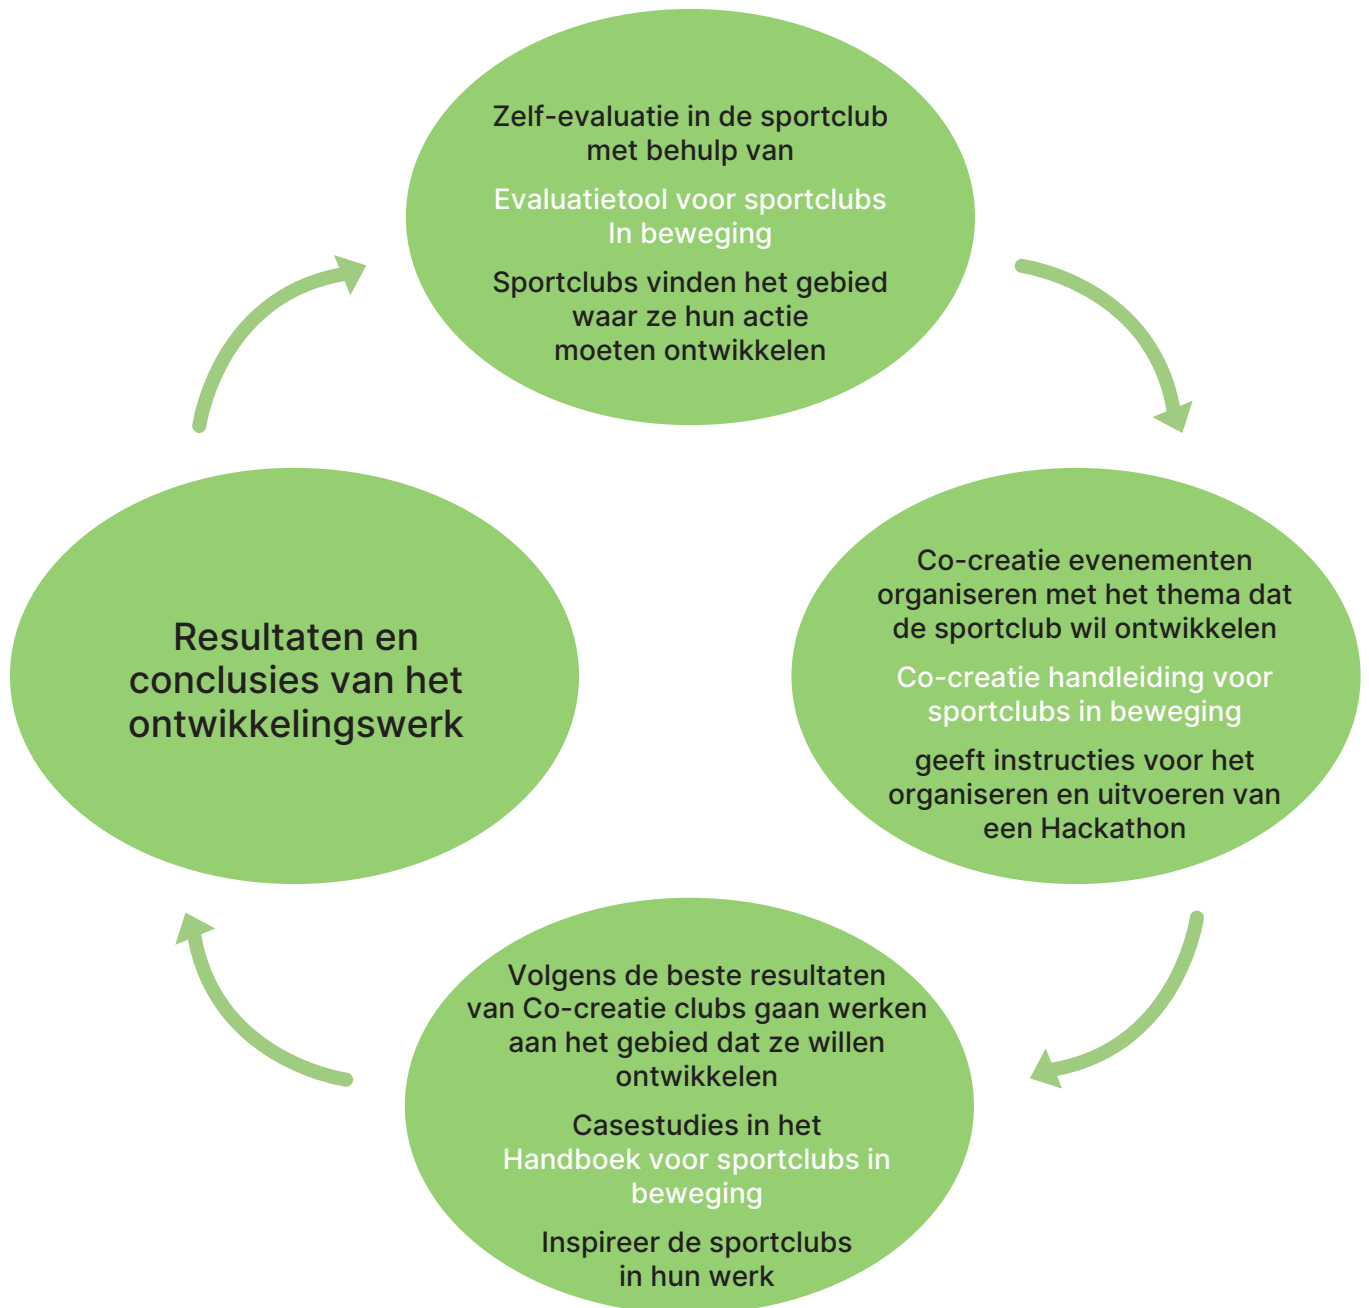 Zelf-evaluatie in de sportclub
met behulp van
Evaluatietool voor sportclubs
In beweging
Sportclubs vinden het gebied
waar ze hun actie
moeten ontwikkelen
Co-creatie evenementen
organiseren met het thema dat
de sportclub wil ontwikkelen
Co-creatie handleiding voor
sportclubs in beweging
geeft instructies voor het
organiseren en uitvoeren van
een Hackathon
Volgens de beste resultaten
van Co-creatie clubs gaan werken
aan het gebied dat ze willen
ontwikkelen
Casestudies in het
Handboek voor sportclubs in
beweging
Inspireer de sportclubs
in hun werk
Resultaten en
conclusies van het
ontwikkelingswerk